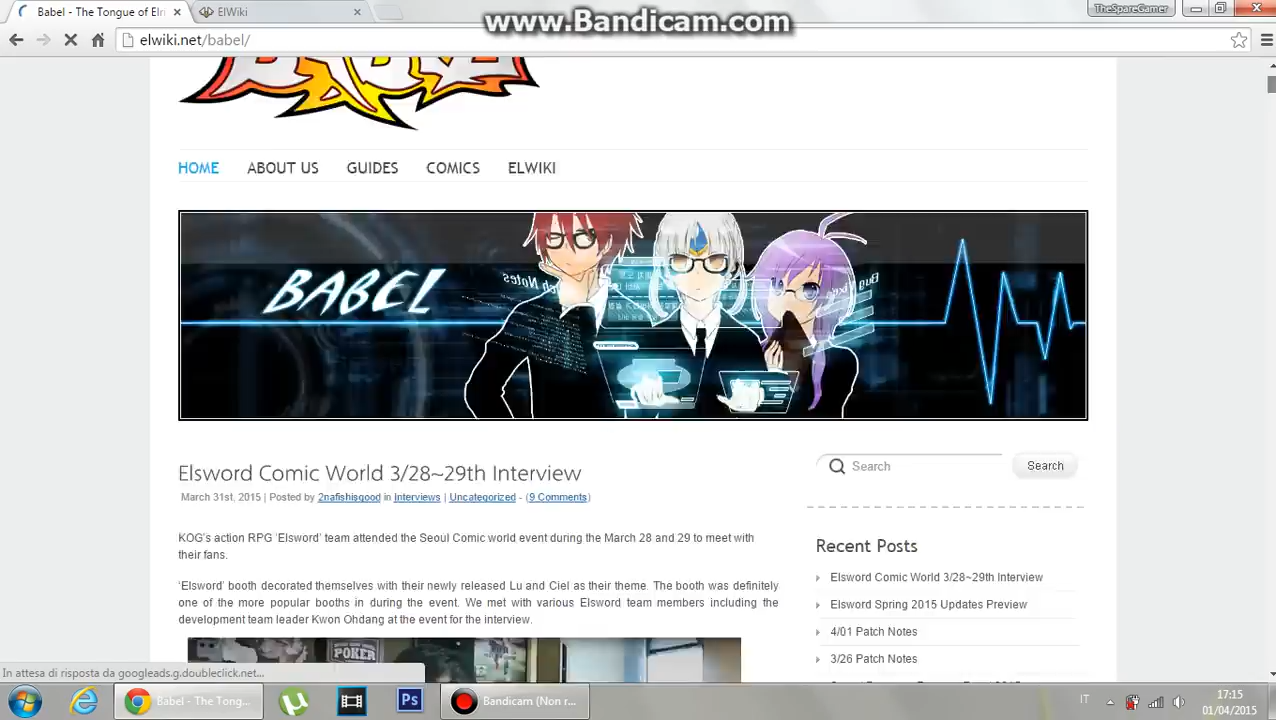 www.Bandicam.com
Babel - The Tongue of Elri
ElWiki
TheSpareGamer
elwiki.net/babel/
HOME ABOUT US GUIDES COMICS ELWIKI
BABEL
Elsword Comic World 3/28~29th Interview
March 31st, 2015 | Posted by 2nafishisgood in Interviews | Uncategorized - (9 Comments)
Search Search
KOG's action RPG 'Elsword' team attended the Seoul Comic world event during the March 28 and 29 to meet with
their fans.
'Elsword' booth decorated themselves with their newly released Lu and Ciel as their theme. The booth was definitely
one of the more popular booths in during the event. We met with various Elsword team members including the
development team leader Kwon Ohdang at the event for the interview.
POKER
Recent Posts
Elsword Comic World 3/28~29th Interview
Elsword Spring 2015 Updates Preview
4/01 Patch Notes
3/26 Patch Notes
In attesa di risposta da googleads.g.doubleclick.net...
Babel - The Tong...
Ps
Bandicam (Non r...
IT
17:15
01/04/2015